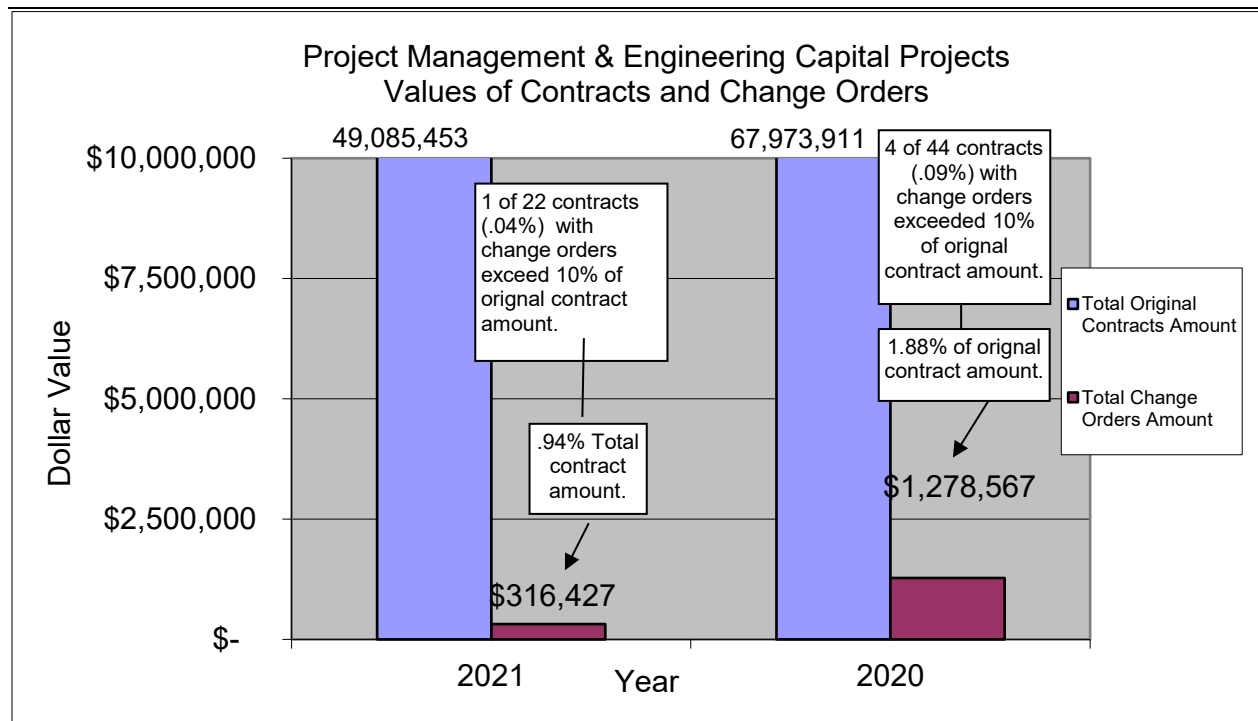 Project Management & Engineering Capital Projects
Values of Contracts and Change Orders
49,085,453
67,973,911
$10,000,000
$7,500,000
$5,000,000
$2,500,000
$-
Dollar Value
1 of 22 contracts
(.04%) with
change orders
exceed 10% of
orignal contract
amount.
.94% Total
contract
amount.
$316,427
4 of 44 contracts
(.09%) with
change orders
exceeded 10%
of orignal
contract amount.
1.88% of orignal
contract amount.
$1,278,567
Total Original
Contracts Amount
Total Change
Orders Amount
2021
2020
Year